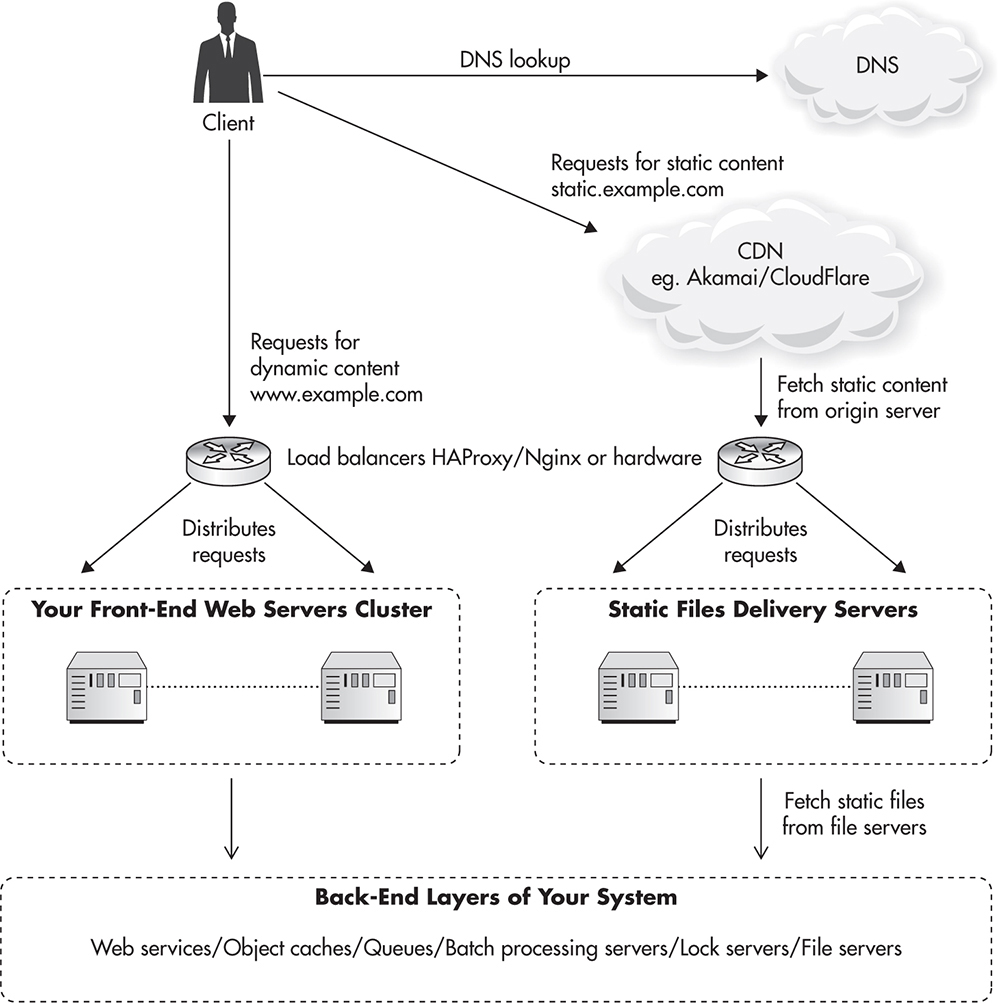 DNS lookup
DNS
Client
Requests for static content
static.example.com
CDN
eg. Akamai/CloudFlare
Requests for
dynamic content
www.example.com
Fetch static content
from origin server
Load balancers HAProxy/Nginx or hardware
Distributes
requests
Distributes
requests
Your Front-End Web Servers Cluster
Static Files Delivery Servers
Fetch static files
from file servers
Back-End Layers of Your System
Web services/Object caches/Queues/Batch processing servers/Lock servers/File servers